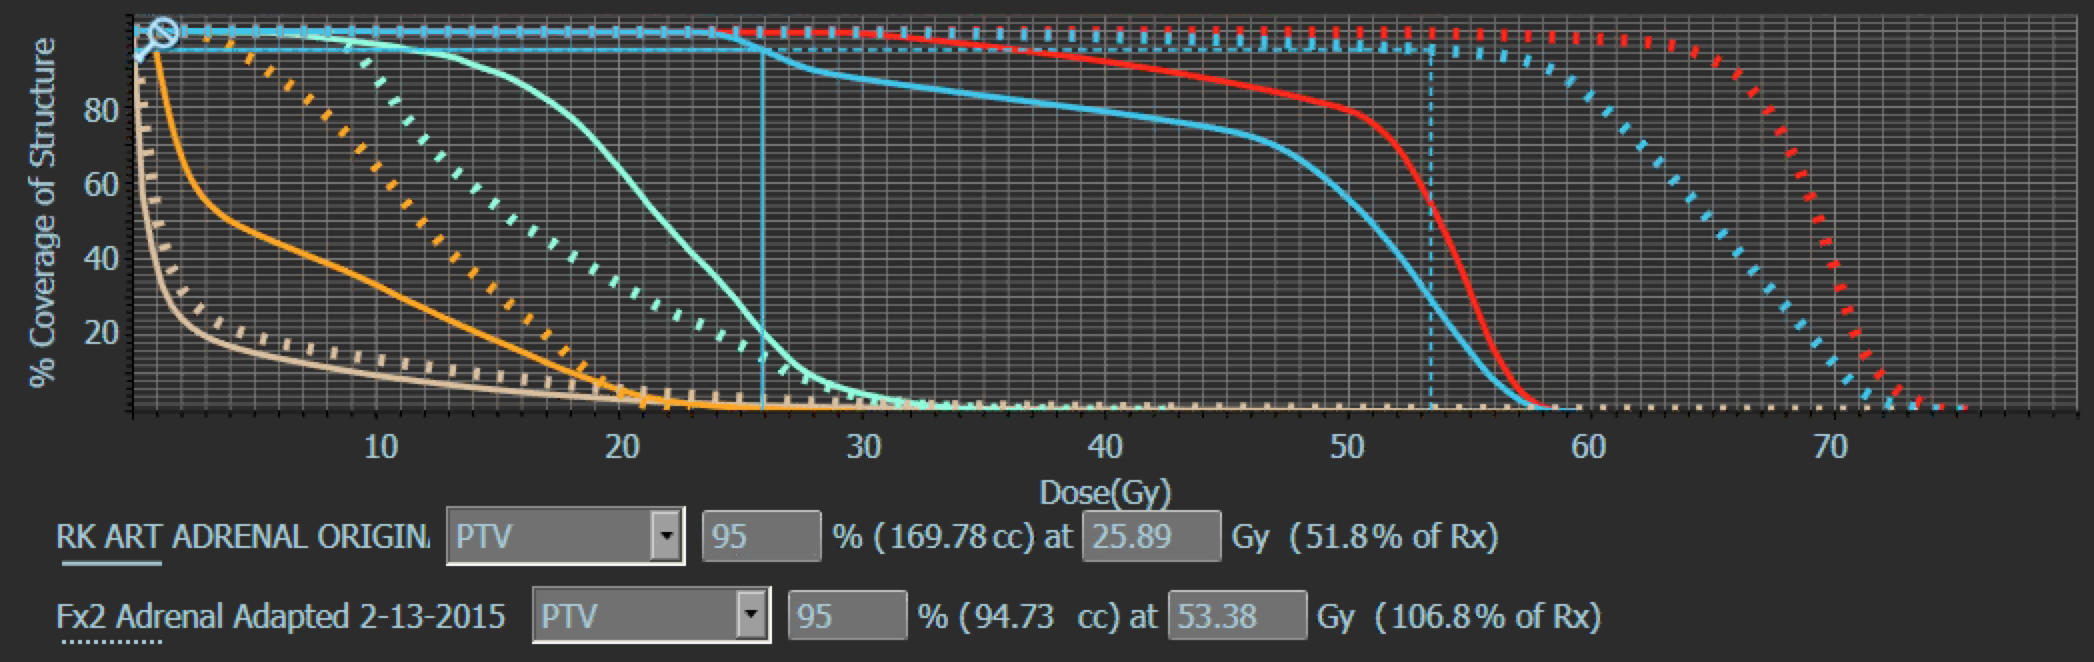 % Coverage of Structure
80
60
40
20
10 20 30 40 50 60 70
Dose(Gy)
RK ART ADRENAL ORIGIN PTV 95 % (169.78 cc) at 25.89 Gy (51.8% of Rx)
Fx2 Adrenal Adapted 2-13-2015 PTV 95 % (94.73 cc) at 53.38 Gy (106.8% of Rx)